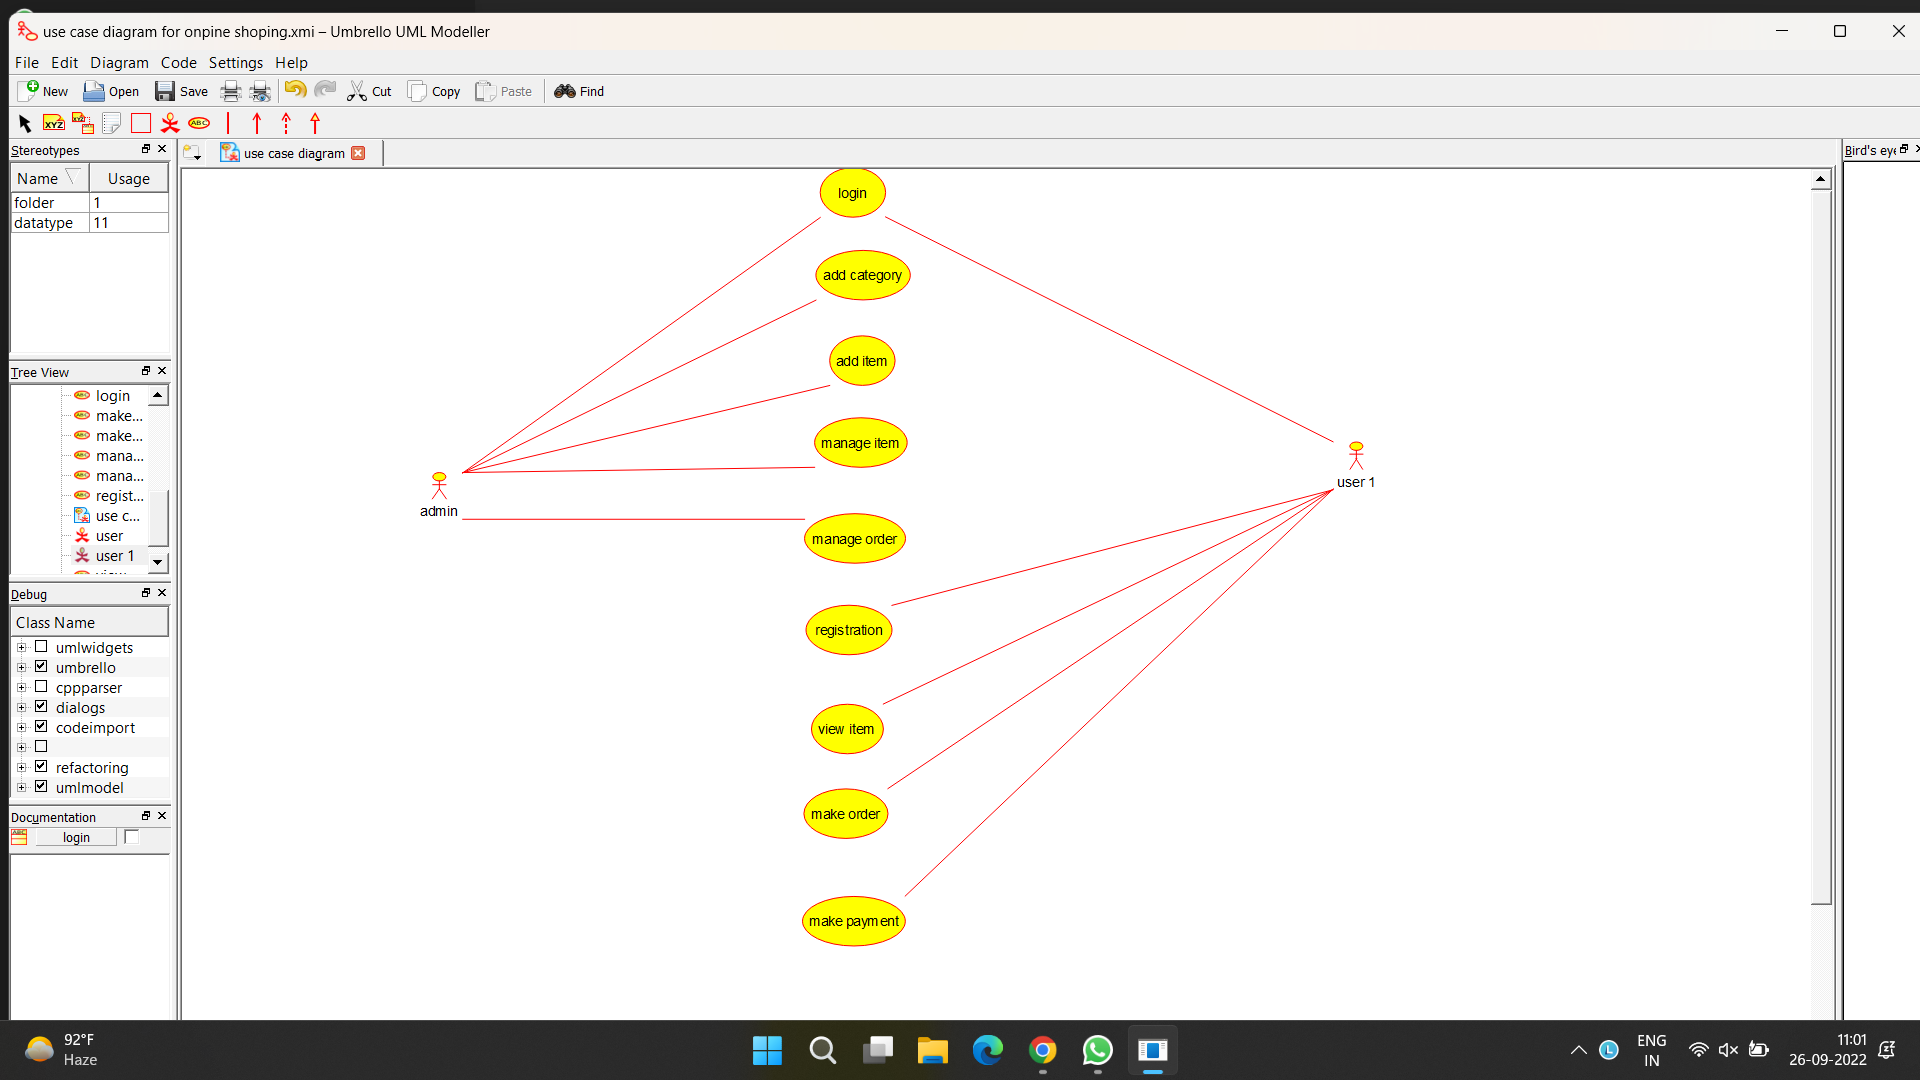 use case diagram for onpine shoping.xmi – Umbrello UML Modeller
File Edit Diagram Code Settings Help
New Open Save Cut Copy Paste Find
XYZ ABC
Stereotypes
Name Usage
folder 1
datatype 11
Tree View
login
make...
make...
mana...
mana...
regist...
use c...
user
user 1
Debug
Class Name
umlwidgets
umbrello
cppparser
dialogs
codeimport
refactoring
umlmodel
Documentation
login
use case diagram
login
add category
add item
manage item
manage order
registration
view item
make order
make payment
admin
user 1
Bird's eye
92°F
Haze
ENG
IN
11:01
26-09-2022